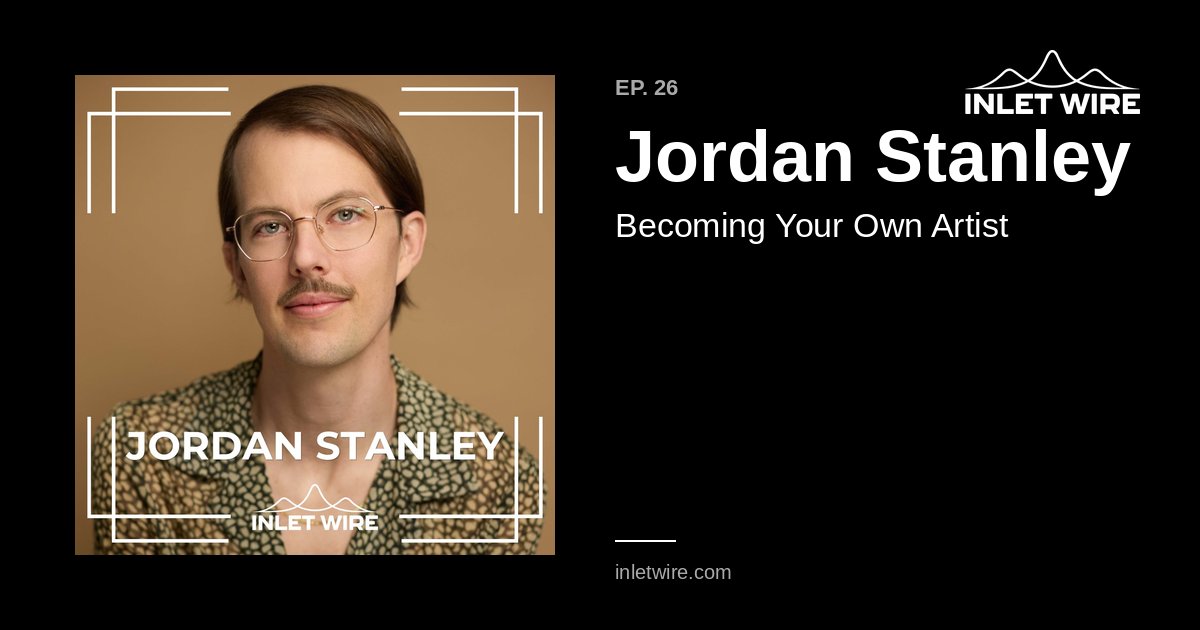 JORDAN STANLEY
INLET WIRE
EP. 26
INLET WIRE
Jordan Stanley
Becoming Your Own Artist
inletwire.com